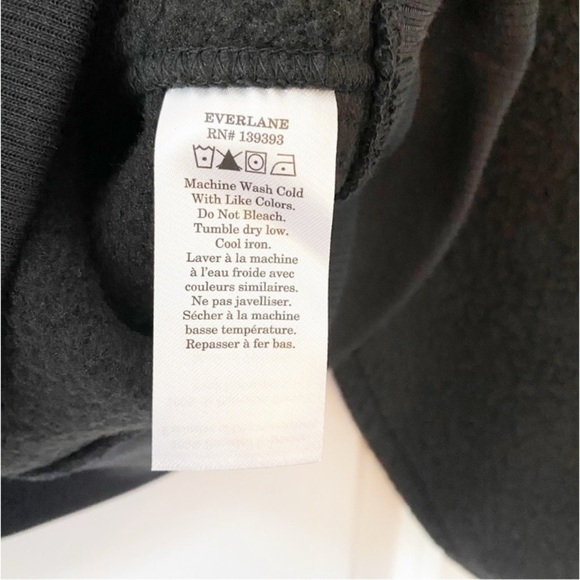 EVERLANE
RN# 139393
Machine Wash Cold
With Like Colors.
Do Not Bleach.
Tumble dry low.
Cool iron.
Laver à la machine
à l'eau froide avec
couleurs similaires.
Ne pas javelliser.
Sécher à la machine
basse température.
Repasser à fer bas.